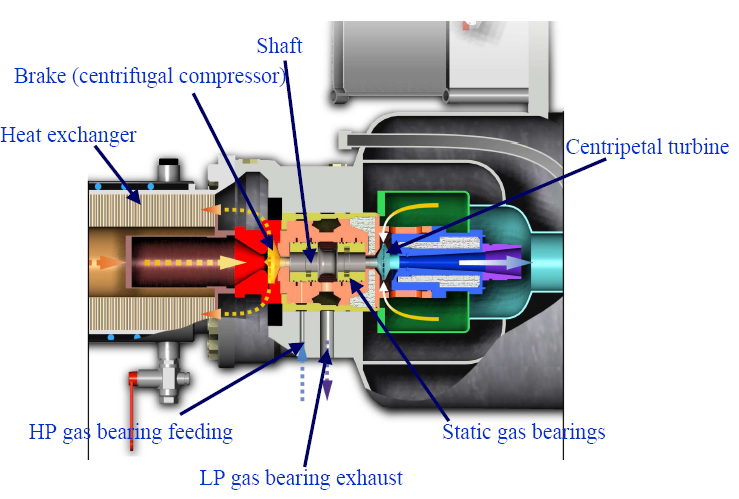 Shaft
Brake (centrifugal compressor)
Heat exchanger
Centripetal turbine
HP gas bearing feeding
Static gas bearings
LP gas bearing exhaust